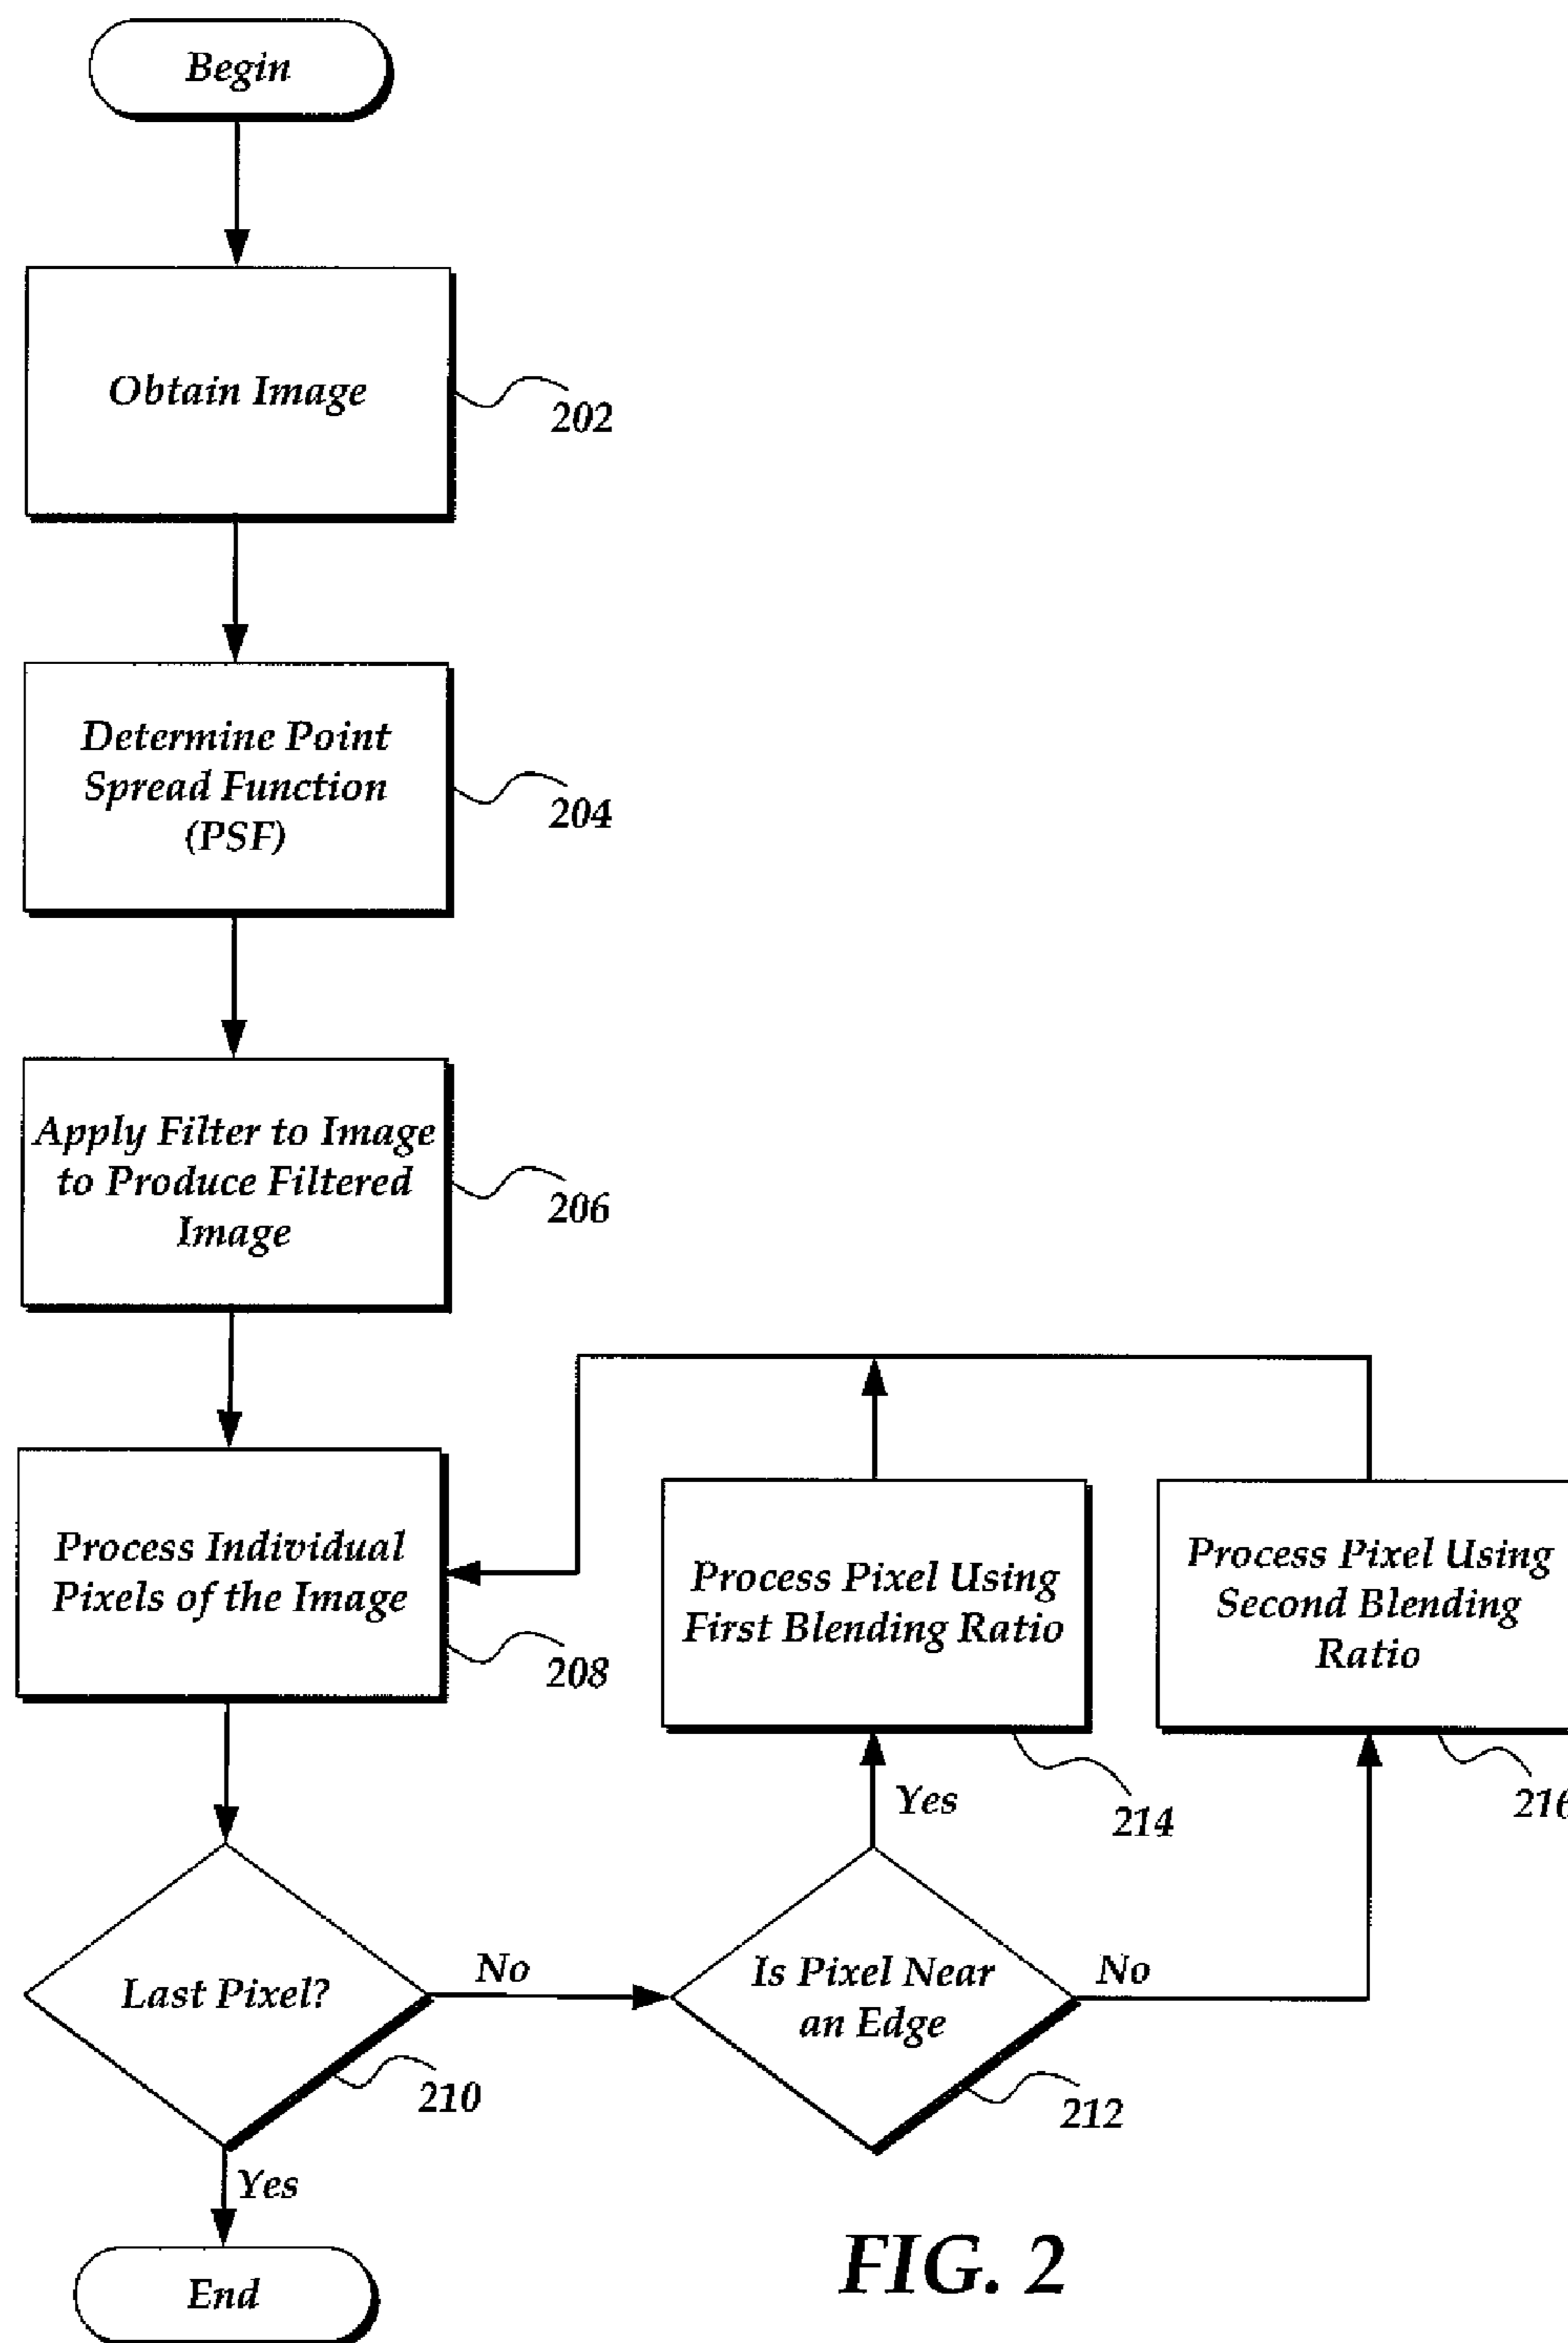 Begin
Obtain Image
202
Determine Point
Spread Function
(PSF)
204
Apply Filter to Image
to Produce Filtered
Image
206
Process Individual
Pixels of the Image
208
Process Pixel Using
First Blending Ratio
214
Process Pixel Using
Second Blending
Ratio
216
Last Pixel?
210
No
Is Pixel Near
an Edge
212
Yes
No
Yes
End
FIG. 2